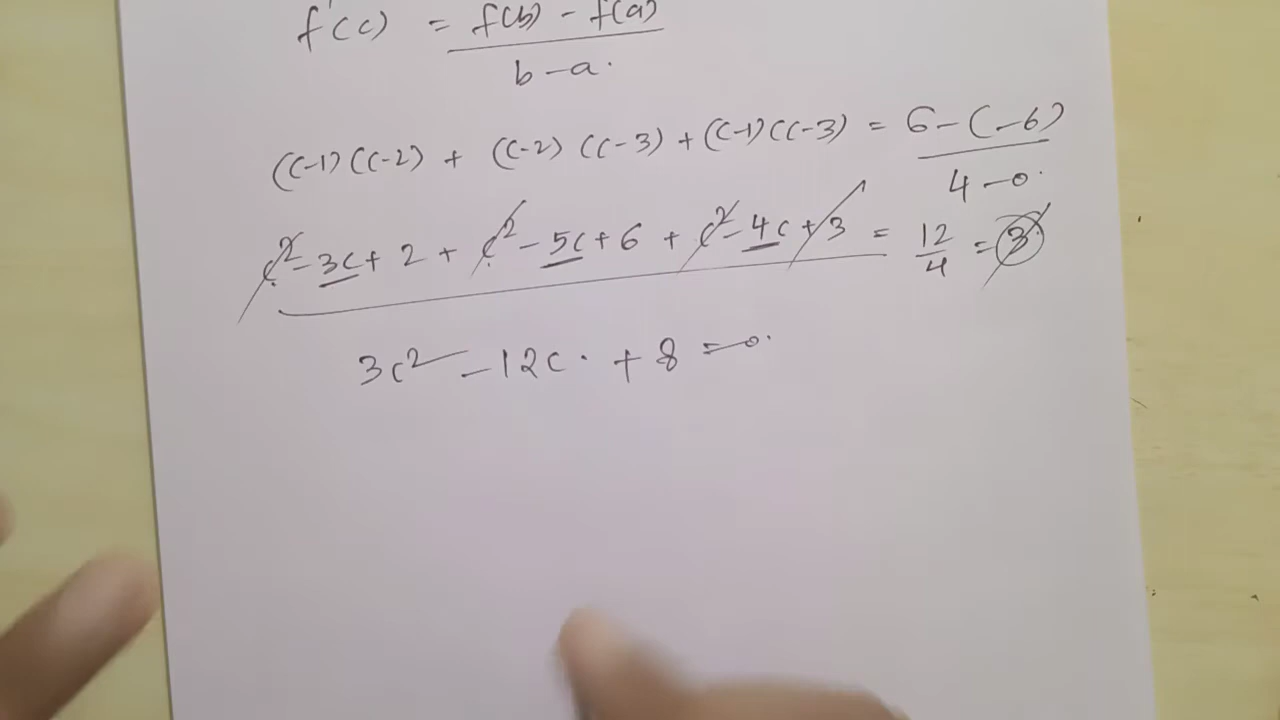 f'(c) = f(b) - f(a)
b - a.
(c-1)(c-2) + (c-2)(c-3) + (c-1)(c-3) = 6-(-6)
4-0.
c² - 3c + 2 + c² - 5c + 6 + c² - 4c + 3 = 12/4 = 3
3c² - 12c. + 8 = 0.